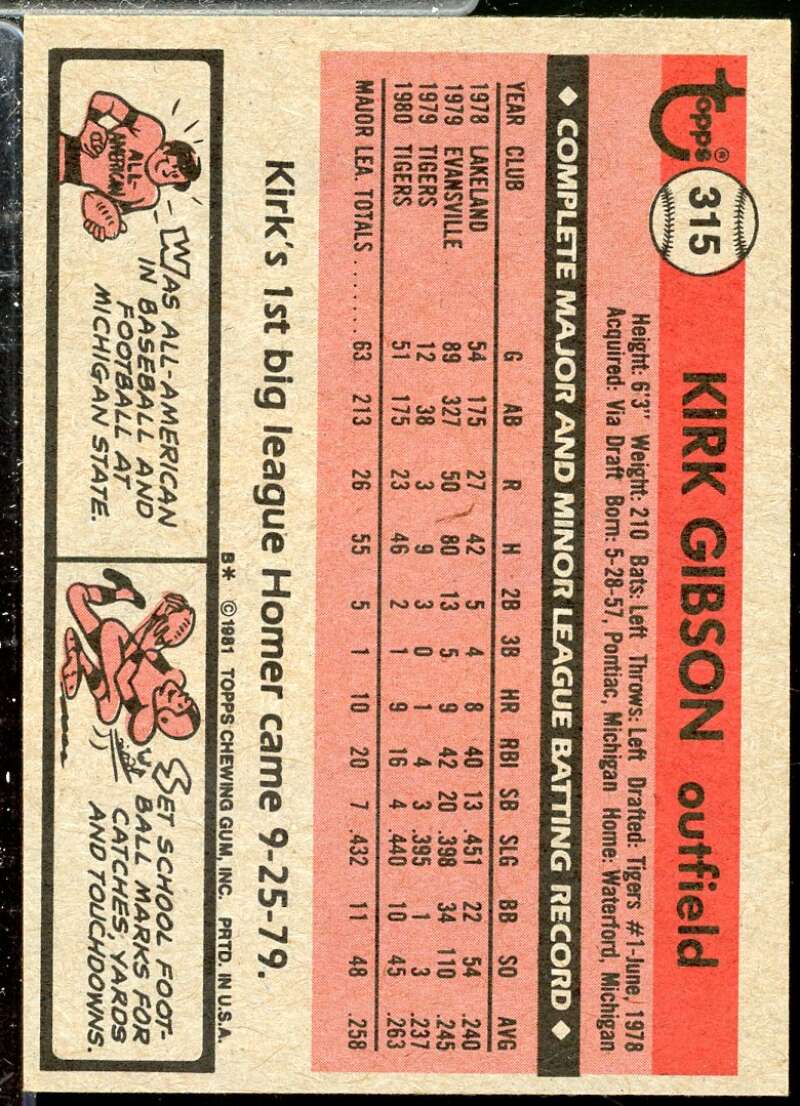 topps®
315
KIRK GIBSON outfield
Height: 6'3" Weight: 210 Bats: Left Throws: Left Drafted: Tigers #1-June, 1978
Acquired: Via Draft Born: 5-28-57, Pontiac, Michigan Home: Waterford, Michigan
◆ COMPLETE MAJOR AND MINOR LEAGUE BATTING RECORD ◆
YEAR CLUB G AB R H 2B 3B HR RBI SB SLG BB SO AVG
1978 LAKELAND 54 175 27 42 5 4 8 40 13 .451 22 54 .240
1979 EVANSVILLE 89 327 50 80 13 5 9 42 20 .398 34 110 .245
1979 TIGERS 12 38 3 9 3 0 1 4 3 .395 1 3 .237
1980 TIGERS 51 175 23 46 2 1 9 16 4 .440 10 45 .263
MAJOR LEA. TOTALS ....... 63 213 26 55 5 1 10 20 7 .432 11 48 .258
Kirk's 1st big league Homer came 9-25-79.
B* ©1981 TOPPS CHEWING GUM, INC. PRTD. IN U.S.A.
ALL-
AMERICAN
WAS ALL-AMERICAN
IN BASEBALL AND
FOOTBALL AT
MICHIGAN STATE.
SET SCHOOL FOOT-
BALL MARKS FOR
CATCHES, YARDS
AND TOUCHDOWNS.